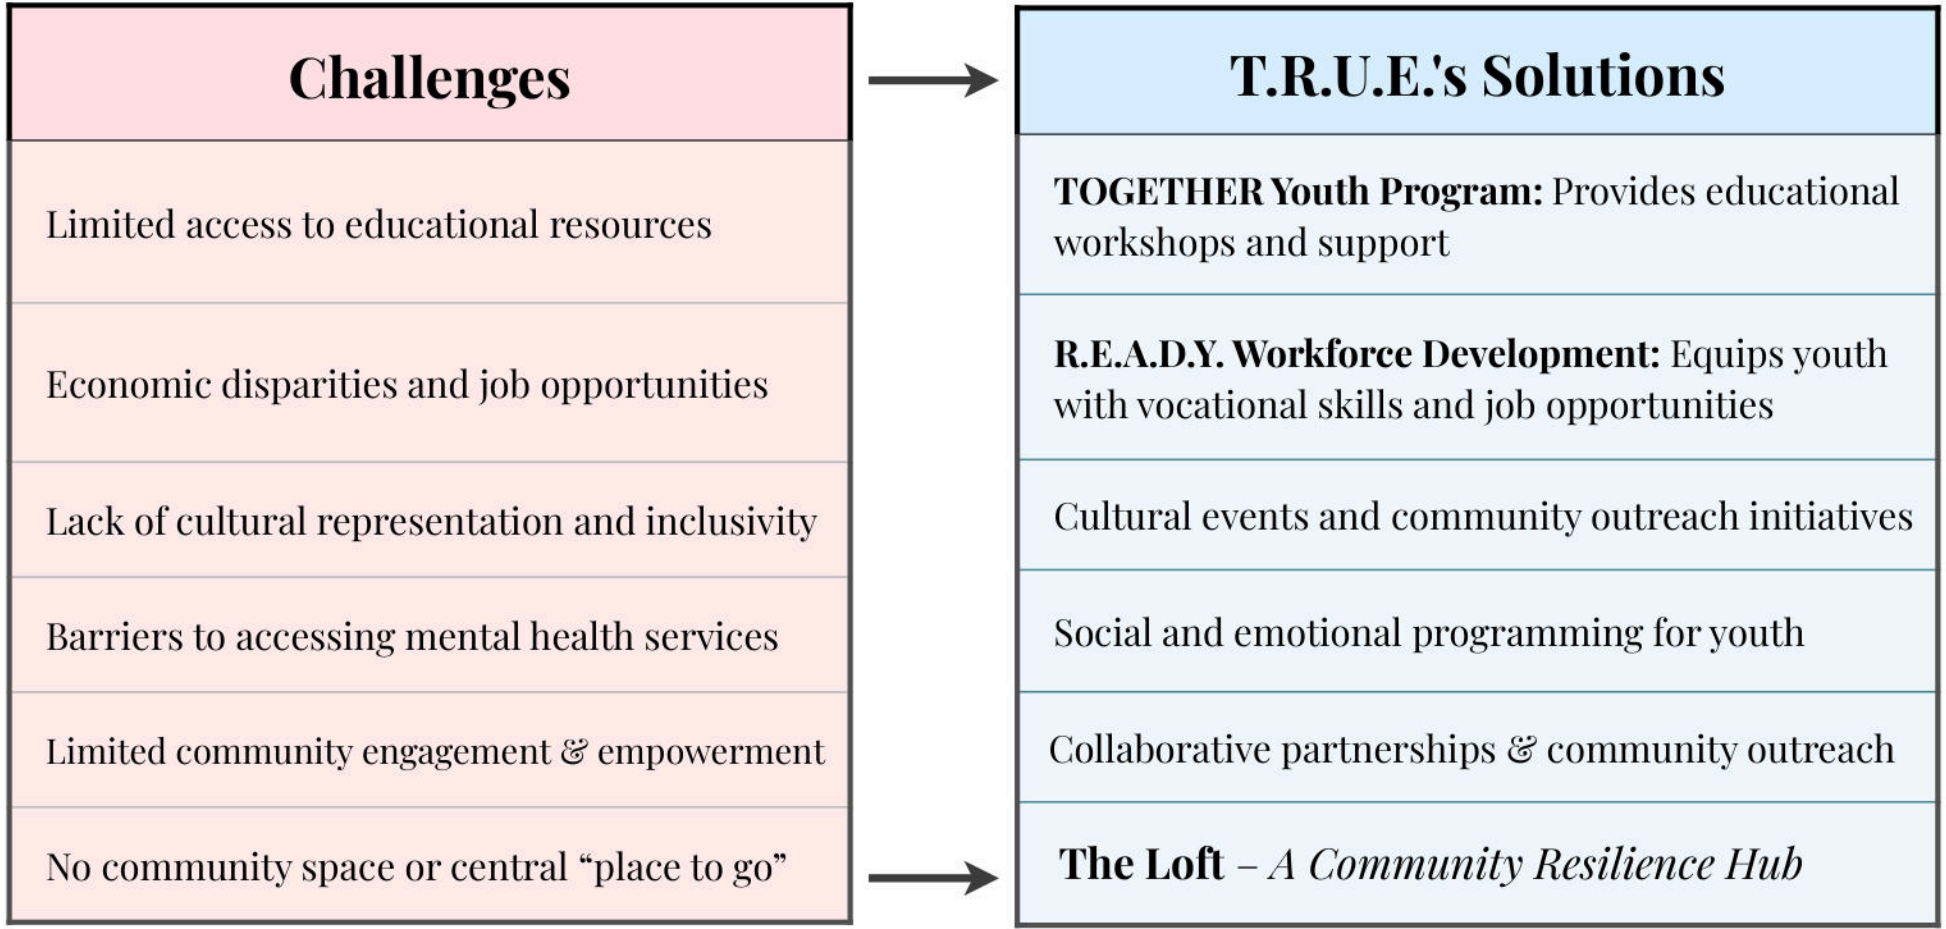 Challenges
Limited access to educational resources
Economic disparities and job opportunities
Lack of cultural representation and inclusivity
Barriers to accessing mental health services
Limited community engagement & empowerment
No community space or central “place to go”
T.R.U.E.'s Solutions
TOGETHER Youth Program: Provides educational
workshops and support
R.E.A.D.Y. Workforce Development: Equips youth
with vocational skills and job opportunities
Cultural events and community outreach initiatives
Social and emotional programming for youth
Collaborative partnerships & community outreach
The Loft – A Community Resilience Hub